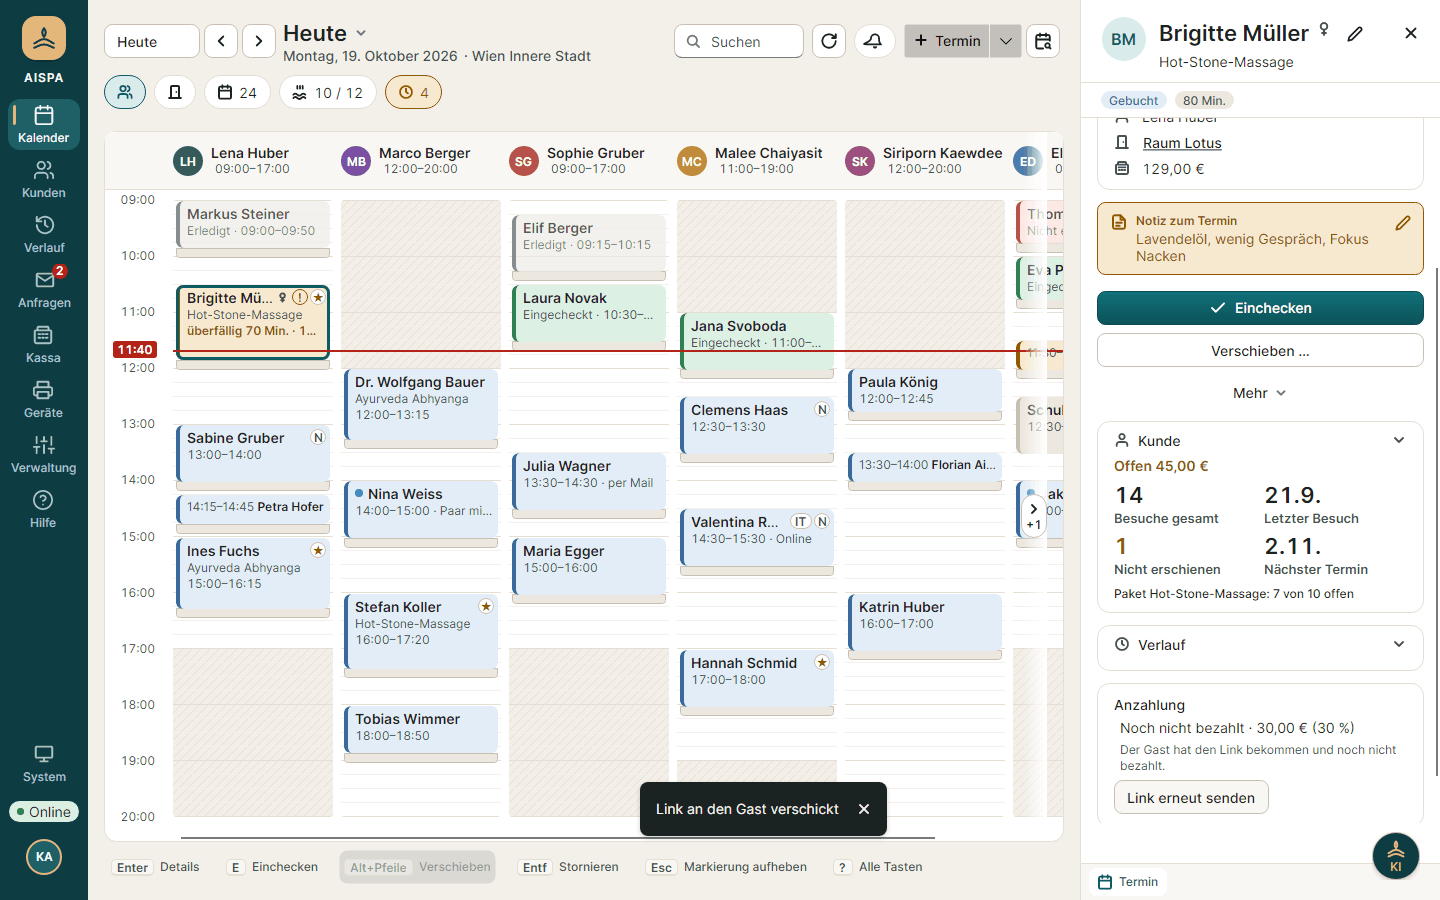 AISPA
Kalender
Kunden
Verlauf
2
Anfragen
Kassa
Geräte
Verwaltung
Hilfe
System
Online
KA
Heute
Heute
Montag, 19. Oktober 2026 · Wien Innere Stadt
Suchen
Termin
24
10 / 12
4
LH Lena Huber
09:00–17:00
MB Marco Berger
12:00–20:00
SG Sophie Gruber
09:00–17:00
MC Malee Chaiyasit
11:00–19:00
SK Siriporn Kaewdee
12:00–20:00
ED
09:00
10:00
11:00
11:40
12:00
13:00
14:00
15:00
16:00
17:00
18:00
19:00
20:00
Markus Steiner
Erledigt · 09:00–09:50
Brigitte Mü... ♀ ! ★
Hot-Stone-Massage
überfällig 70 Min. · 1...
Sabine Gruber N
13:00–14:00
14:15–14:45 Petra Hofer
Ines Fuchs ★
Ayurveda Abhyanga
15:00–16:15
Dr. Wolfgang Bauer
Ayurveda Abhyanga
12:00–13:15
Nina Weiss
14:00–15:00 · Paar mi...
Stefan Koller ★
Hot-Stone-Massage
16:00–17:20
Tobias Wimmer
18:00–18:50
Elif Berger
Erledigt · 09:15–10:15
Laura Novak
Eingecheckt · 10:30–...
Julia Wagner
13:30–14:30 · per Mail
Maria Egger
15:00–16:00
Jana Svoboda
Eingecheckt · 11:00–...
Clemens Haas N
12:30–13:30
Valentina R... IT N
14:30–15:30 · Online
Hannah Schmid ★
17:00–18:00
Paula König
12:00–12:45
13:30–14:00 Florian Ai...
Katrin Huber
16:00–17:00
Thom
Nicht
Eva P
Eingec
+1
Link an den Gast verschickt
Enter Details
E Einchecken
Alt+Pfeile Verschieben
Entf Stornieren
Esc Markierung aufheben
? Alle Tasten
BM
Brigitte Müller ♀
Hot-Stone-Massage
Gebucht
80 Min.
Lena Huber
Raum Lotus
129,00 €
Notiz zum Termin
Lavendelöl, wenig Gespräch, Fokus
Nacken
Einchecken
Verschieben ...
Mehr
Kunde
Offen 45,00 €
14
Besuche gesamt
21.9.
Letzter Besuch
1
Nicht erschienen
2.11.
Nächster Termin
Paket Hot-Stone-Massage: 7 von 10 offen
Verlauf
Anzahlung
Noch nicht bezahlt · 30,00 € (30 %)
Der Gast hat den Link bekommen und noch nicht
bezahlt.
Link erneut senden
KI
Termin